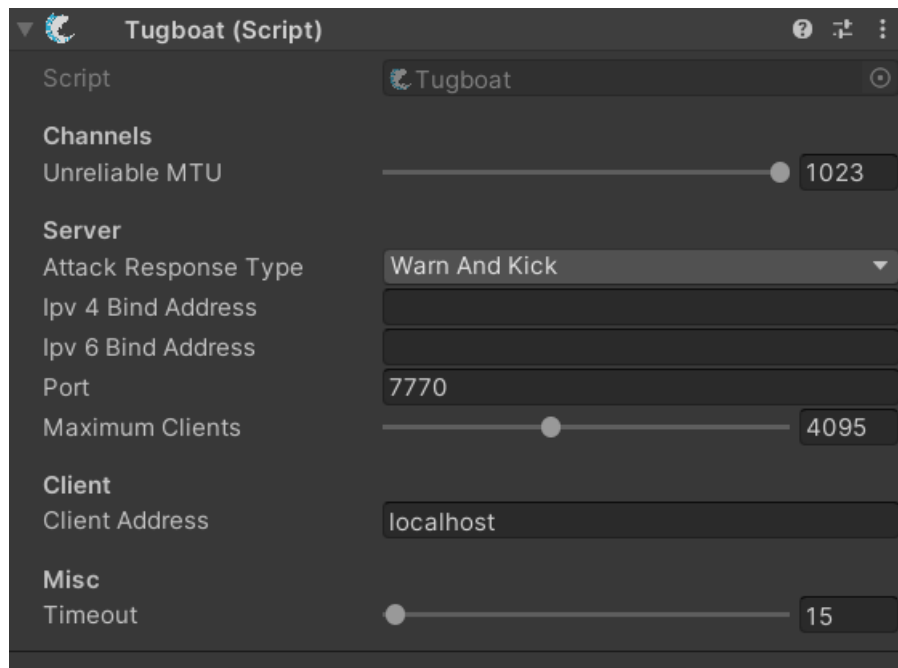 Tugboat (Script)
Script Tugboat
Channels
Unreliable MTU 1023
Server
Attack Response Type Warn And Kick
Ipv 4 Bind Address
Ipv 6 Bind Address
Port 7770
Maximum Clients 4095
Client
Client Address localhost
Misc
Timeout 15